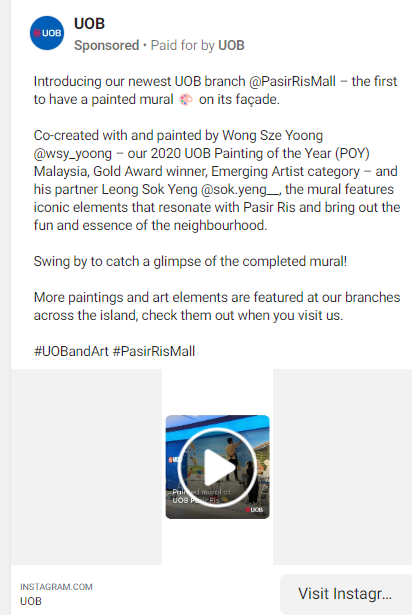 UOB
UOB
Sponsored • Paid for by UOB
Introducing our newest UOB branch @PasirRisMall – the first
to have a painted mural 🎨 on its façade.
Co-created with and painted by Wong Sze Yoong
@wsy_yoong – our 2020 UOB Painting of the Year (POY)
Malaysia, Gold Award winner, Emerging Artist category – and
his partner Leong Sok Yeng @sok.yeng__, the mural features
iconic elements that resonate with Pasir Ris and bring out the
fun and essence of the neighbourhood.
Swing by to catch a glimpse of the completed mural!
More paintings and art elements are featured at our branches
across the island, check them out when you visit us.
#UOBandArt #PasirRisMall
UOB
Painted mural at
UOB Pasir Ris
UOB
INSTAGRAM.COM
UOB
Visit Instagr...